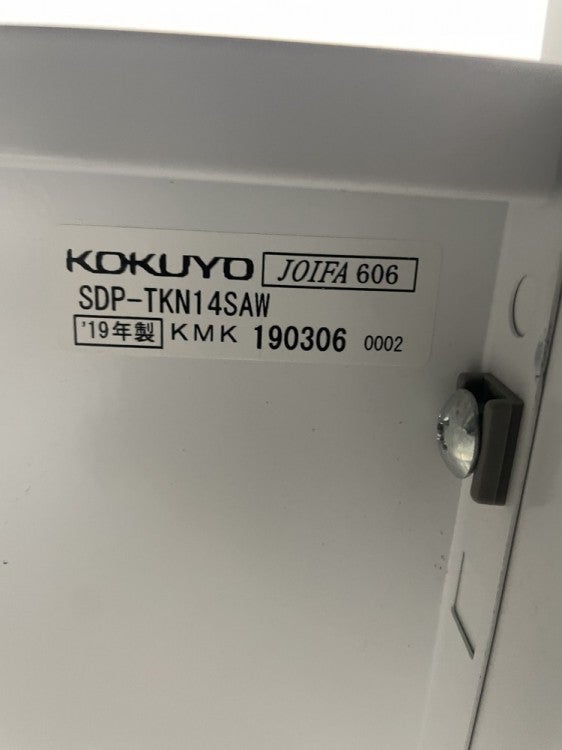 KOKUYO JOIFA 606
SDP-TKN14SAW
'19年製 KMK 190306 0002